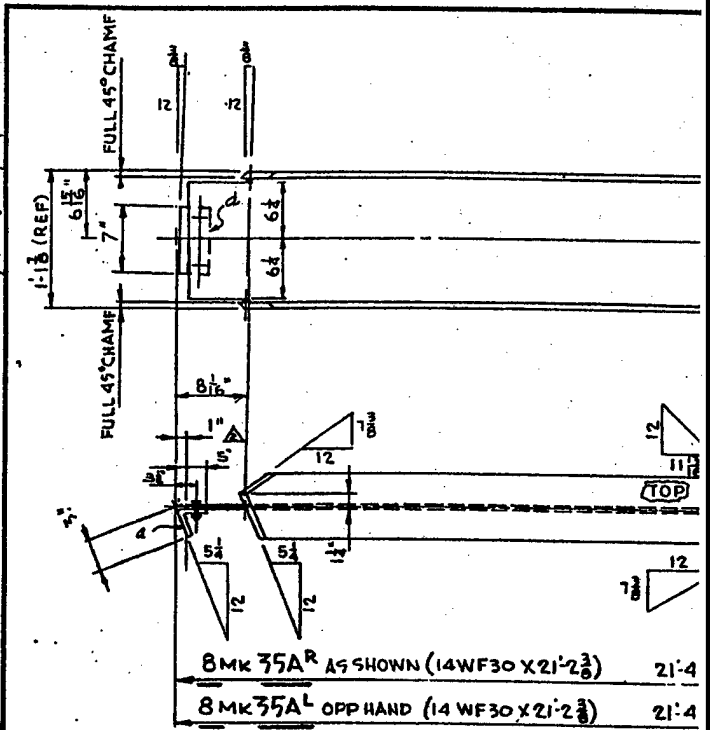 FULL 45° CHAMF
12
12
1'-1 7/8 (REF)
6 15/16"
7"
d
6 1/4
6 1/4
FULL 45° CHAMF
8 1/16"
1"
2
7 3/8
12
12
11
TOP
3"
a
5 1/4
12
5 1/4
12
1 1/4"
12
7 3/8
8 MK 35A^R AS SHOWN (14 WF 30 X 21'-2 3/8) 21'-4
8 MK 35A^L OPP HAND (14 WF 30 X 21'-2 3/8) 21'-4